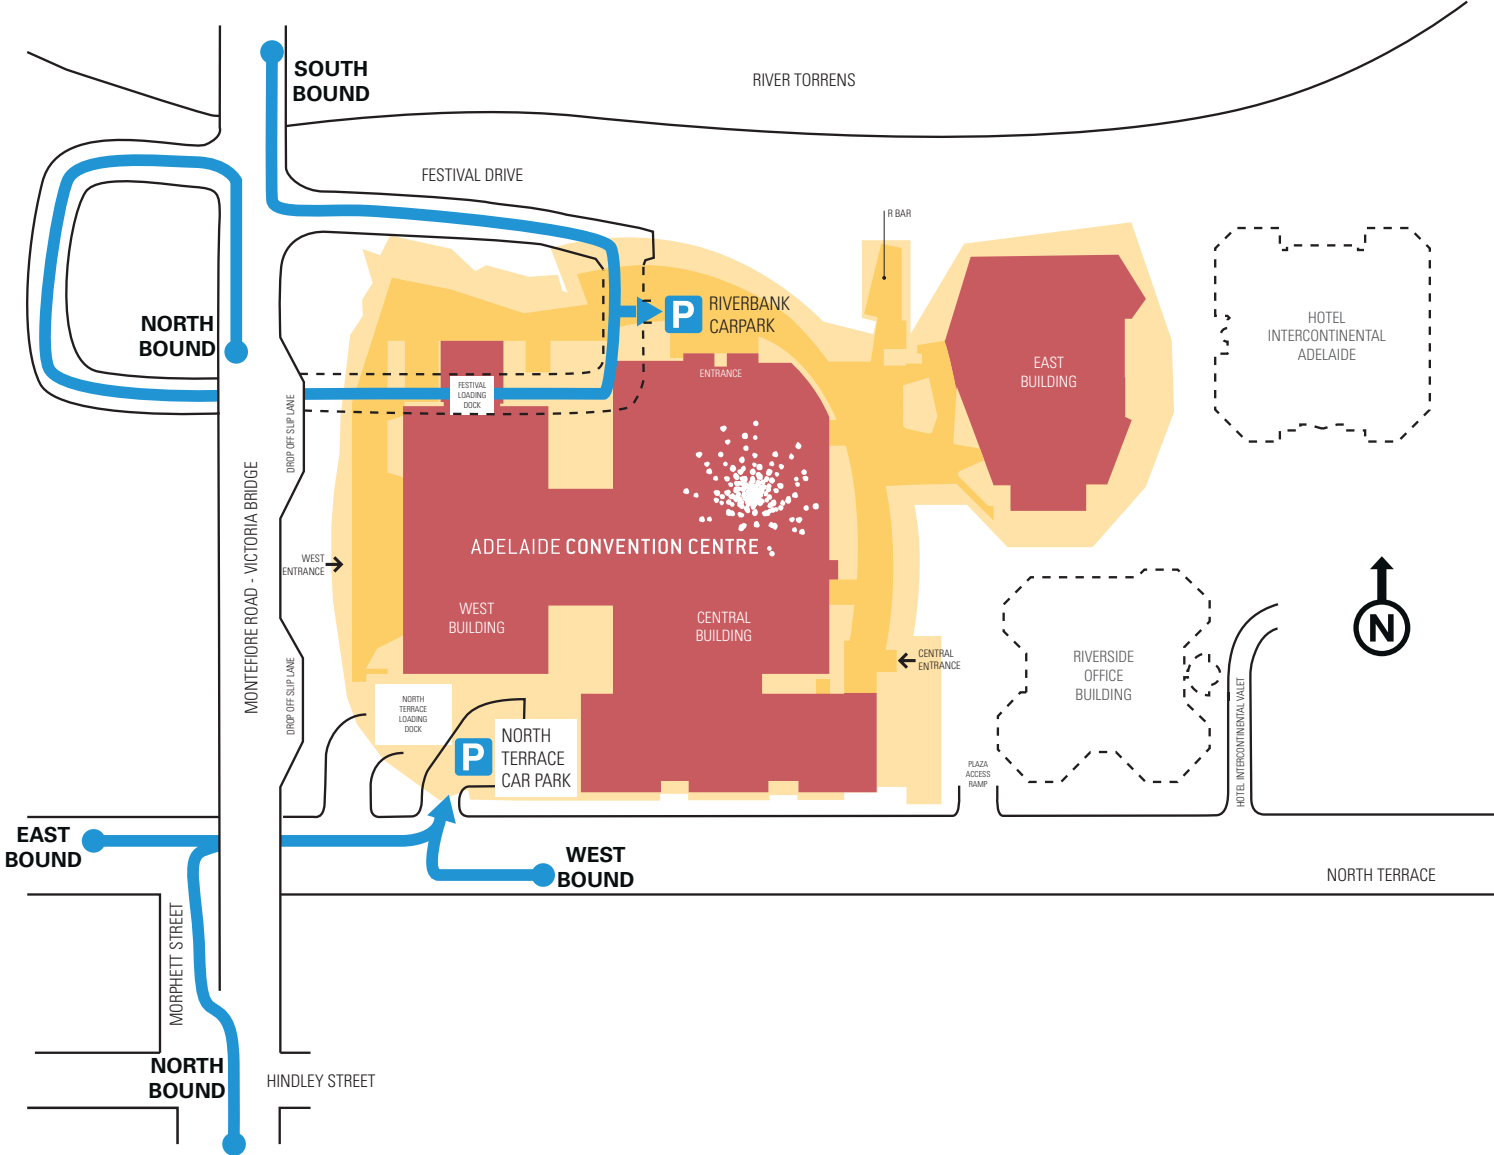 SOUTH
BOUND
RIVER TORRENS
FESTIVAL DRIVE
R BAR
NORTH
BOUND
P
RIVERBANK
CARPARK
HOTEL
INTERCONTINENTAL
ADELAIDE
ENTRANCE
EAST
BUILDING
FESTIVAL
LOADING
DOCK
DROP OFF SLIP LANE
MONTEFIORE ROAD - VICTORIA BRIDGE
WEST
ENTRANCE
ADELAIDE CONVENTION CENTRE
WEST
BUILDING
CENTRAL
BUILDING
N
CENTRAL
ENTRANCE
RIVERSIDE
OFFICE
BUILDING
DROP OFF SLIP LANE
NORTH
TERRACE
LOADING
DOCK
P
NORTH
TERRACE
CAR PARK
PLAZA
ACCESS
RAMP
HOTEL INTERCONTINENTAL VALET
EAST
BOUND
WEST
BOUND
NORTH TERRACE
MORPHETT STREET
NORTH
BOUND
HINDLEY STREET